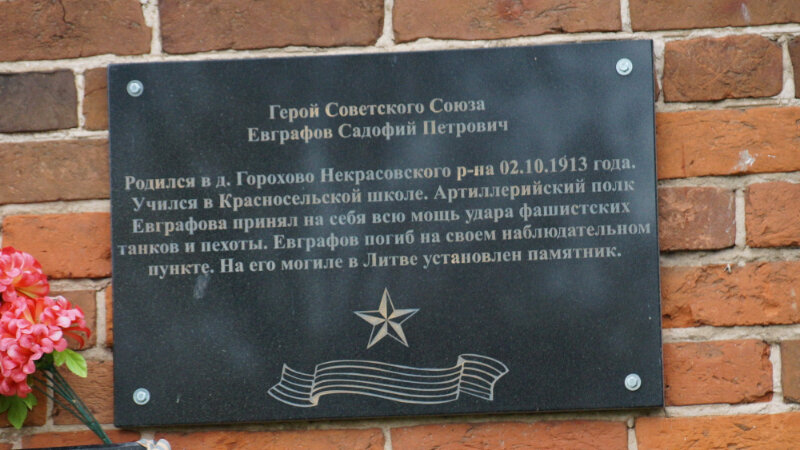 Герой Советского Союза
Евграфов Садофий Петрович
Родился в д. Горохово Некрасовского р-на 02.10.1913 года.
Учился в Красносельской школе. Артиллерийский полк
Евграфова принял на себя всю мощь удара фашистских
танков и пехоты. Евграфов погиб на своем наблюдательном
пункте. На его могиле в Литве установлен памятник.